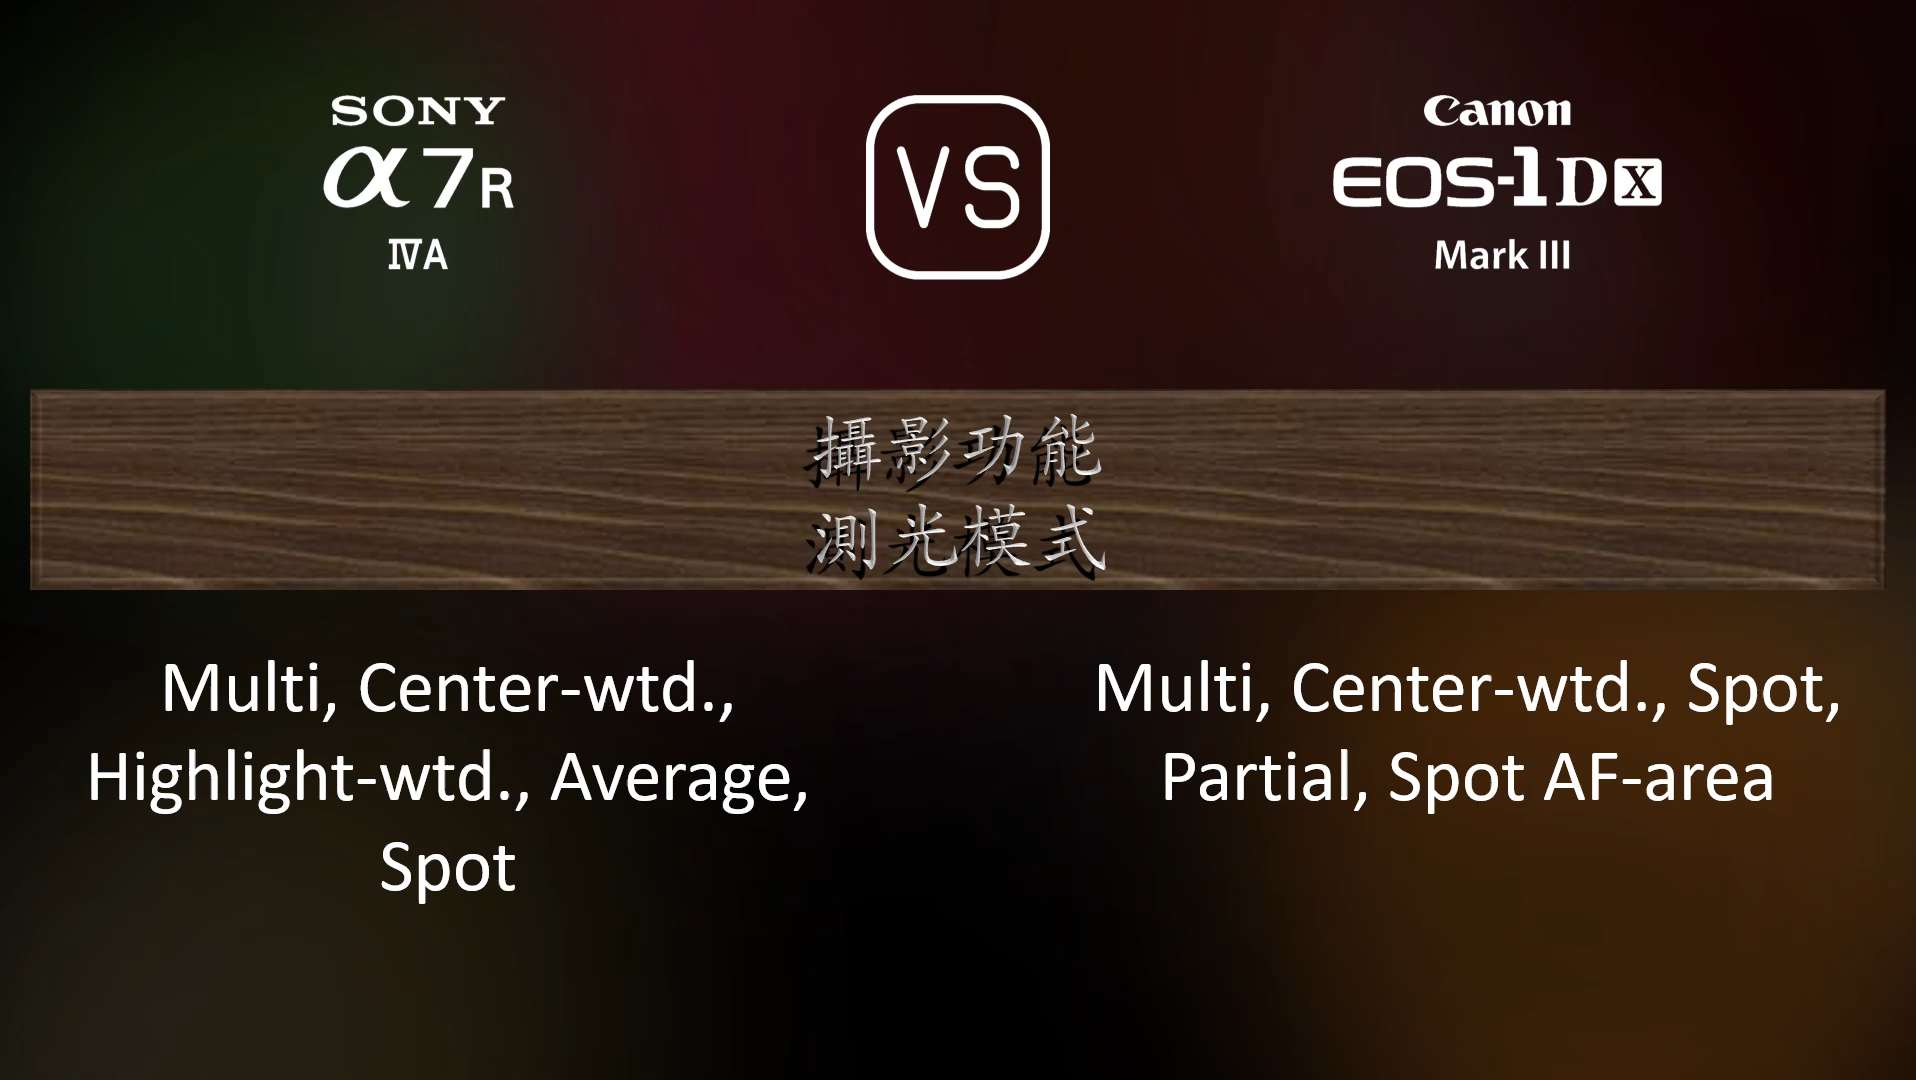 SONY
α7R
IVA
VS
Canon
EOS-1DX
Mark III
攝影功能
測光模式
Multi, Center-wtd.,
Highlight-wtd., Average,
Spot
Multi, Center-wtd., Spot,
Partial, Spot AF-area